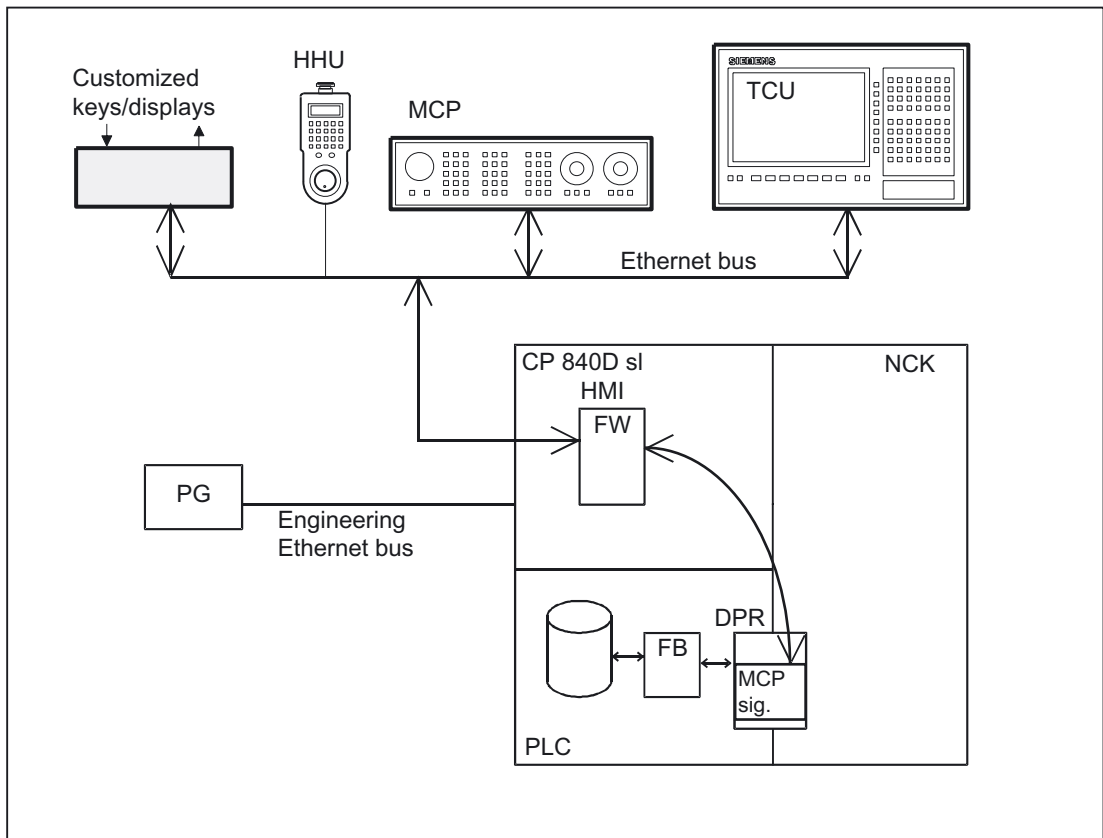 HHU
Customized
keys/displays
MCP
SIEMENS
TCU
Ethernet bus
CP 840D sl
HMI
FW
NCK
PG
Engineering
Ethernet bus
DPR
FB
MCP
sig.
PLC